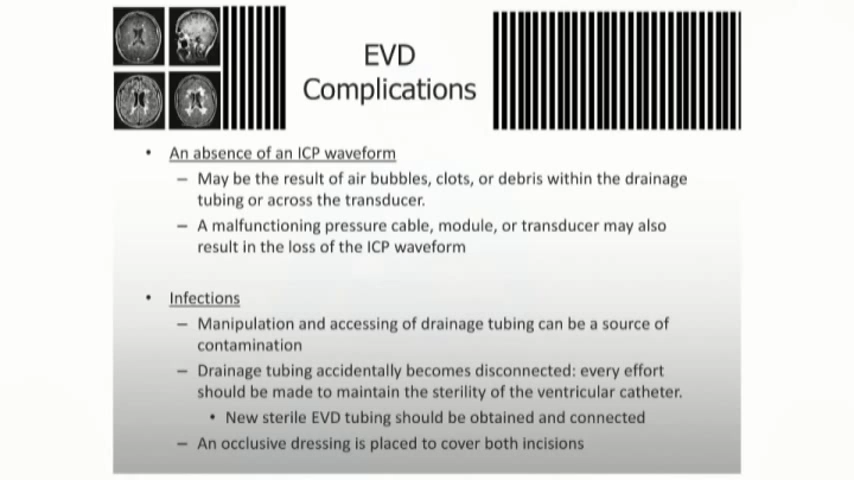 EVD
Complications
• An absence of an ICP waveform
– May be the result of air bubbles, clots, or debris within the drainage
tubing or across the transducer.
– A malfunctioning pressure cable, module, or transducer may also
result in the loss of the ICP waveform
• Infections
– Manipulation and accessing of drainage tubing can be a source of
contamination
– Drainage tubing accidentally becomes disconnected: every effort
should be made to maintain the sterility of the ventricular catheter.
• New sterile EVD tubing should be obtained and connected
– An occlusive dressing is placed to cover both incisions